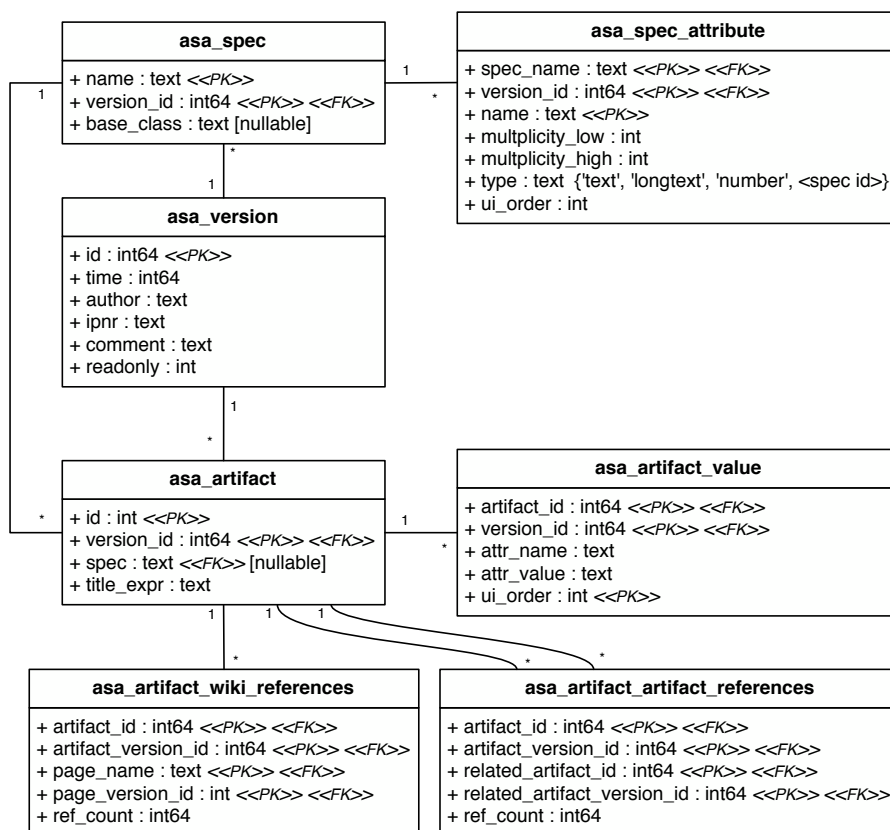 asa_spec
+ name : text <<PK>>
+ version_id : int64 <<PK>> <<FK>>
+ base_class : text [nullable]
asa_spec_attribute
+ spec_name : text <<PK>> <<FK>>
+ version_id : int64 <<PK>> <<FK>>
+ name : text <<PK>>
+ multplicity_low : int
+ multplicity_high : int
+ type : text {'text', 'longtext', 'number', <spec id>}
+ ui_order : int
1
1
*
*
1
asa_version
+ id : int64 <<PK>>
+ time : int64
+ author : text
+ ipnr : text
+ comment : text
+ readonly : int
1
*
asa_artifact
+ id : int <<PK>>
+ version_id : int64 <<PK>> <<FK>>
+ spec : text <<FK>> [nullable]
+ title_expr : text
*
1
*
asa_artifact_value
+ artifact_id : int64 <<PK>> <<FK>>
+ version_id : int64 <<PK>> <<FK>>
+ attr_name : text
+ attr_value : text
+ ui_order : int <<PK>>
1
1
1
*
*
*
asa_artifact_wiki_references
+ artifact_id : int64 <<PK>> <<FK>>
+ artifact_version_id : int64 <<PK>> <<FK>>
+ page_name : text <<PK>> <<FK>>
+ page_version_id : int <<PK>> <<FK>>
+ ref_count : int64
asa_artifact_artifact_references
+ artifact_id : int64 <<PK>> <<FK>>
+ artifact_version_id : int64 <<PK>> <<FK>>
+ related_artifact_id : int64 <<PK>> <<FK>>
+ related_artifact_version_id : int64 <<PK>> <<FK>>
+ ref_count : int64